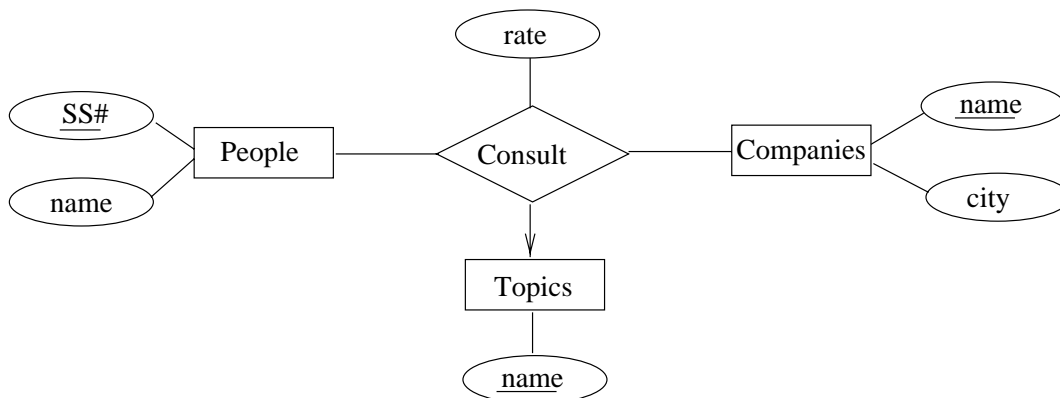 rate
SS#
name
People
Consult
Companies
name
city
Topics
name